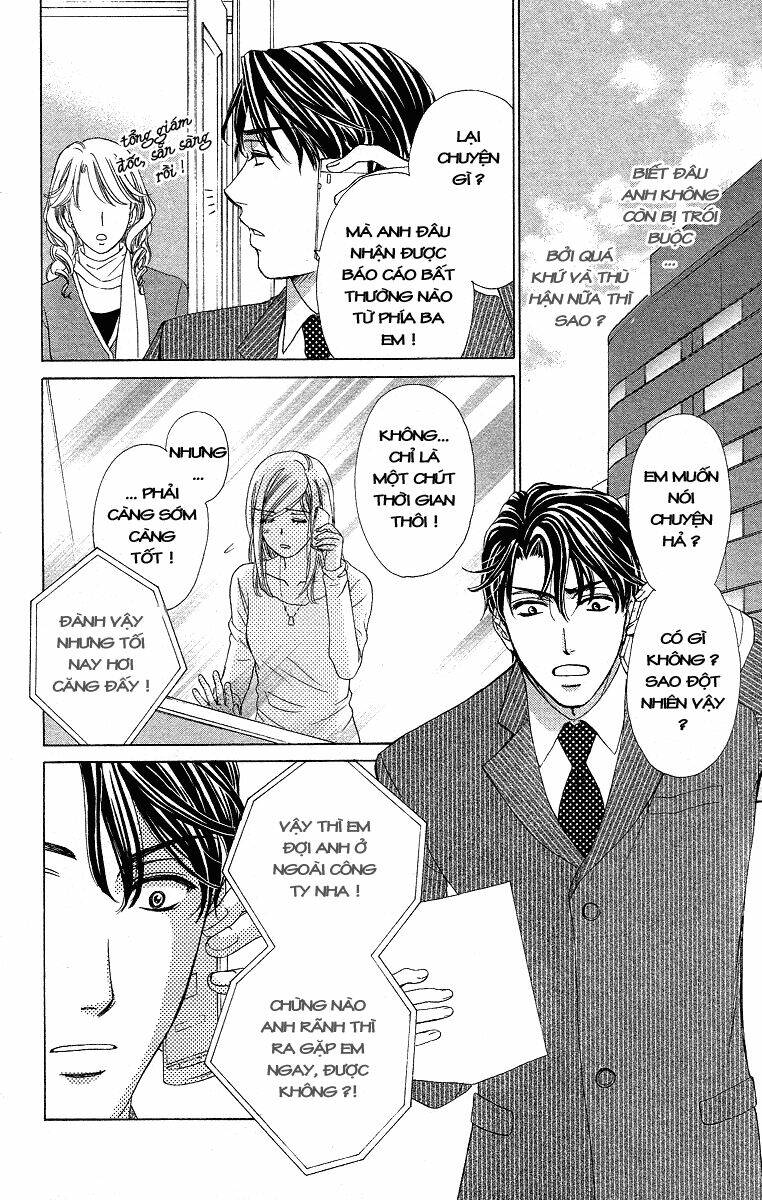 BIẾT ĐÂU
ANH KHÔNG
CÒN BỊ TRÓI
BUỘC
...
BỞI QUÁ
KHỨ VÀ THÙ
HẬN NỮA THÌ
SAO ?
EM MUỐN
NÓI
CHUYỆN
HẢ ?
CÓ GÌ
KHÔNG ?
SAO ĐỘT
NHIÊN VẬY
?
LẠI
CHUYỆN
GÌ ?
MÀ ANH ĐÂU
NHẬN ĐƯỢC
BÁO CÁO BẤT
THƯỜNG NÀO
TỪ PHÍA BA
EM !
tổng giám
đốc, sẵn sàng
rồi !
KHÔNG...
CHỈ LÀ
MỘT CHÚT
THỜI GIAN
THÔI !
NHƯNG
...
... PHẢI
CÀNG SỚM
CÀNG
TỐT !
ĐÀNH VẬY
NHƯNG TỐI
NAY HƠI
CĂNG ĐẤY !
VẬY THÌ EM
ĐỢI ANH Ở
NGOÀI CÔNG
TY NHA !
CHỪNG NÀO
ANH RÃNH THÌ
RA GẶP EM
NGAY, ĐƯỢC
KHÔNG ?!